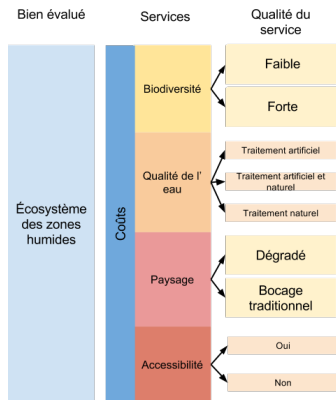 Bien évalué
Services
Qualité du
service
Écosystème
des zones
humides
Coûts
Biodiversité
Faible
Forte
Qualité de l’
eau
Traitement artificiel
Traitement artificiel et
naturel
Traitement naturel
Paysage
Dégradé
Bocage
traditionnel
Accessibilité
Oui
Non